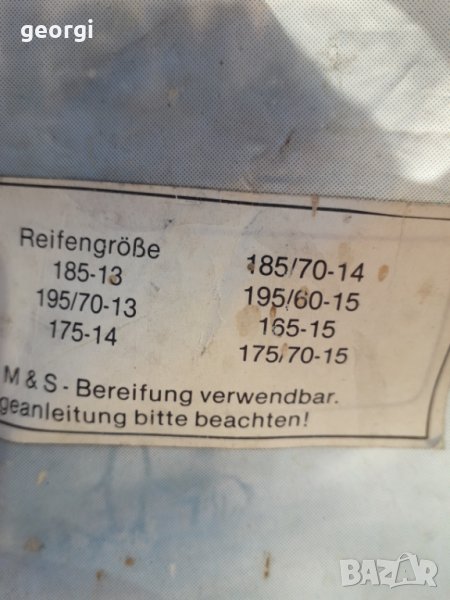 georgi
Reifengröße
185-13
195/70-13
175-14
185/70-14
195/60-15
165-15
175/70-15
M & S - Bereifung verwendbar.
geanleitung bitte beachten!
BAZAR